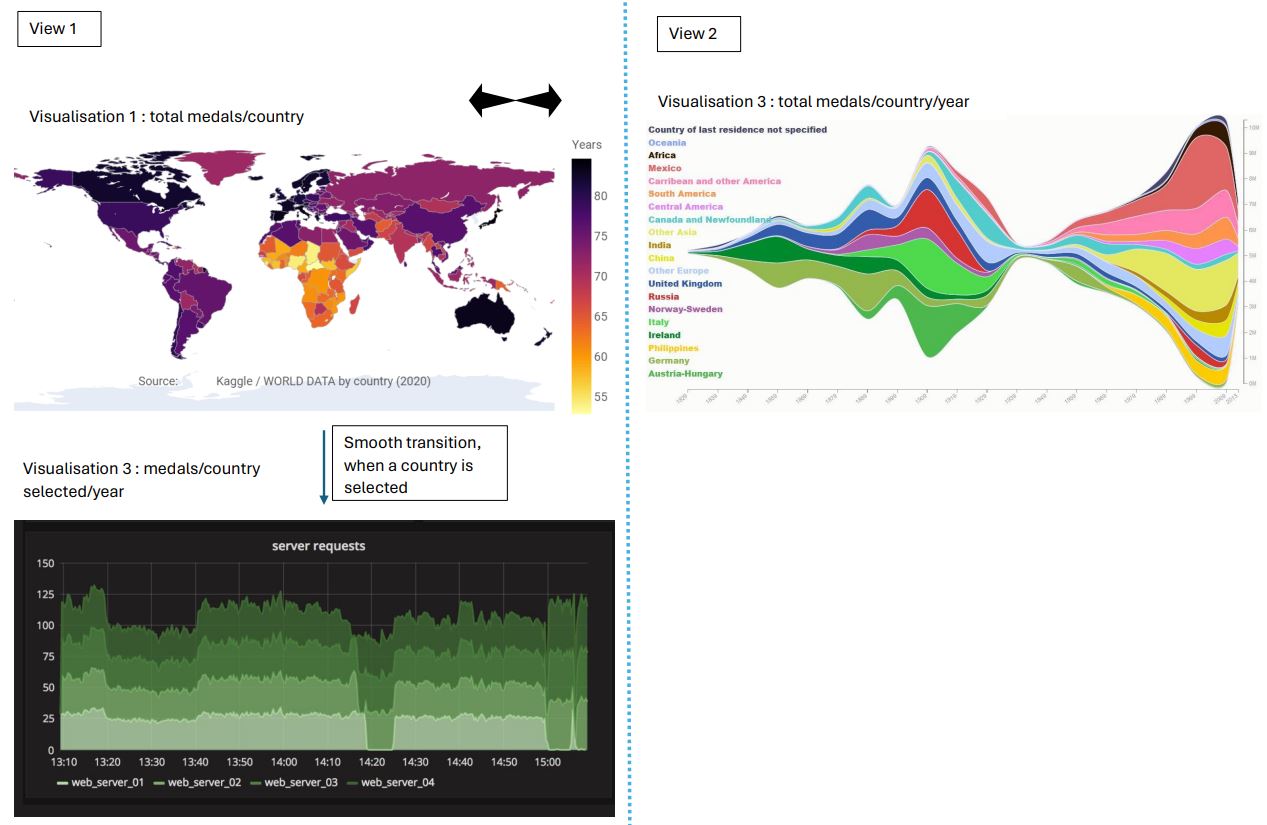 View 1
Visualisation 1 : total medals/country
Years
80
75
70
65
60
55
Source: Kaggle / WORLD DATA by country (2020)
Smooth transition,
when a country is
selected
Visualisation 3 : medals/country
selected/year
server requests
150
125
100
75
50
25
0
13:10 13:20 13:30 13:40 13:50 14:00 14:10 14:20 14:30 14:40 14:50 15:00
web_server_01 web_server_02 web_server_03 web_server_04
View 2
Visualisation 3 : total medals/country/year
Country of last residence not specified
Oceania
Africa
Mexico
Carribean and other America
South America
Central America
Canada and Newfoundland
Other Asia
India
China
Other Europe
United Kingdom
Russia
Norway-Sweden
Italy
Ireland
Philippines
Germany
Austria-Hungary
10M
9M
8M
7M
6M
5M
4M
3M
2M
1M
0M